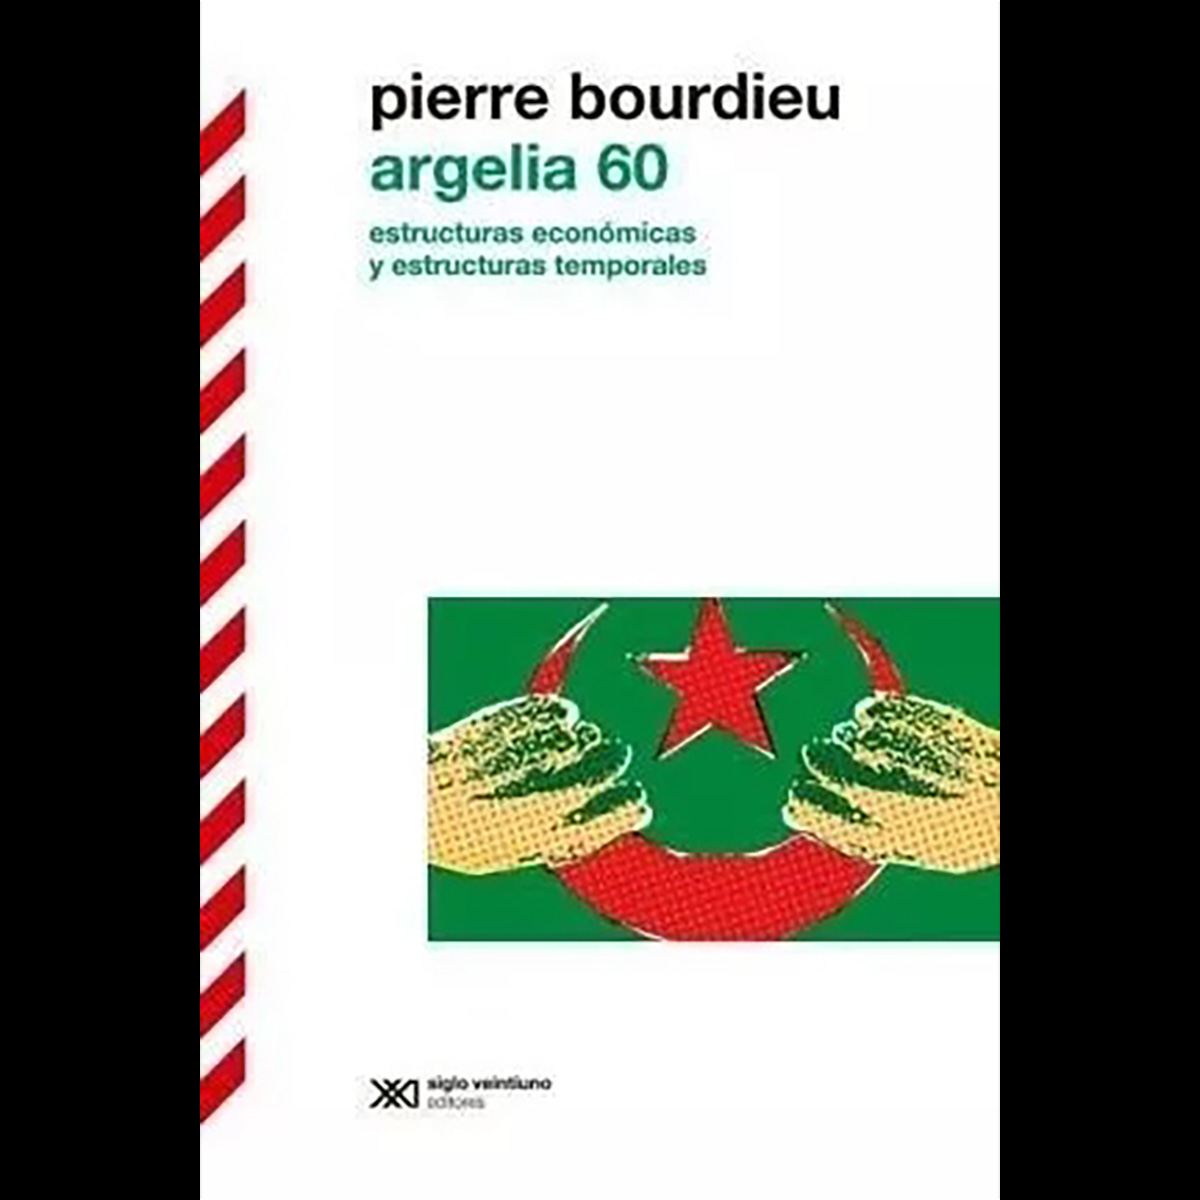 pierre bourdieu
argelia 60
estructuras económicas
y estructuras temporales
siglo veintiuno
editores